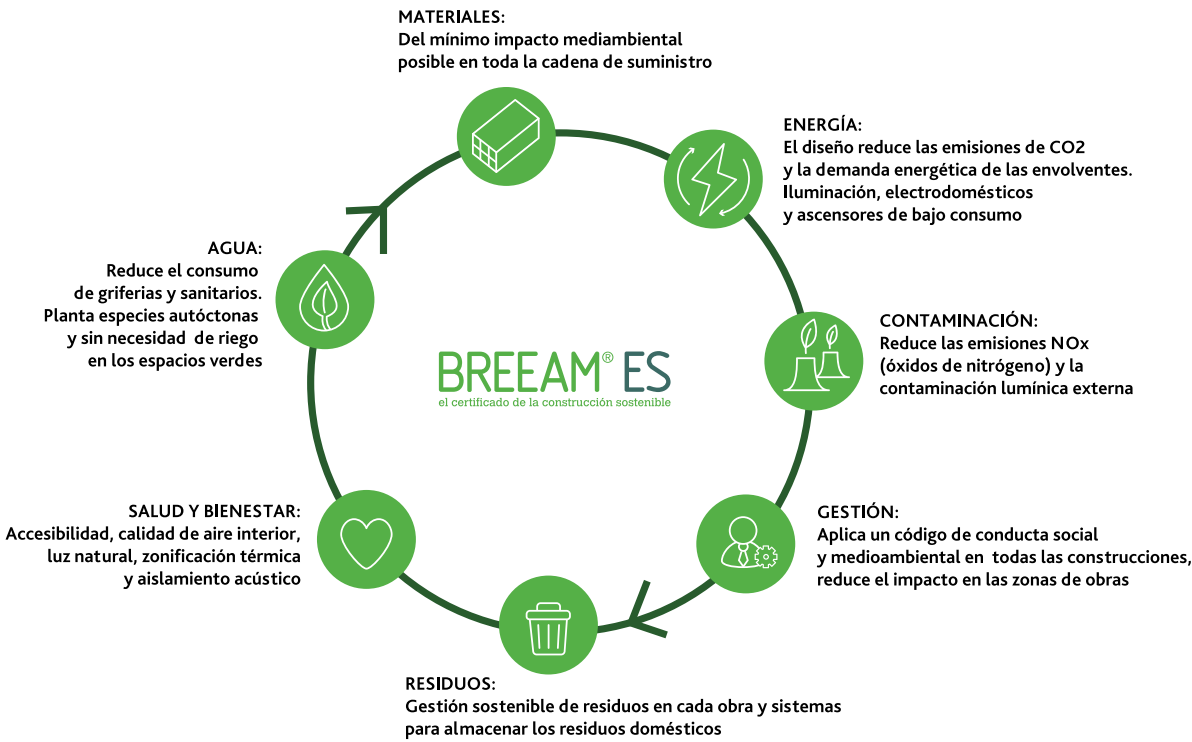 MATERIALES:
Del mínimo impacto mediambiental
posible en toda la cadena de suministro
ENERGÍA:
El diseño reduce las emisiones de CO2
y la demanda energética de las envolventes.
Iluminación, electrodomésticos
y ascensores de bajo consumo
AGUA:
Reduce el consumo
de griferias y sanitarios.
Planta especies autóctonas
y sin necesidad de riego
en los espacios verdes
CONTAMINACIÓN:
Reduce las emisiones NOx
(óxidos de nitrógeno) y la
contaminación lumínica externa
BREEAM® ES
el certificado de la construcción sostenible
SALUD Y BIENESTAR:
Accesibilidad, calidad de aire interior,
luz natural, zonificación térmica
y aislamiento acústico
GESTIÓN:
Aplica un código de conducta social
y medioambiental en todas las construcciones,
reduce el impacto en las zonas de obras
RESIDUOS:
Gestión sostenible de residuos en cada obra y sistemas
para almacenar los residuos domésticos